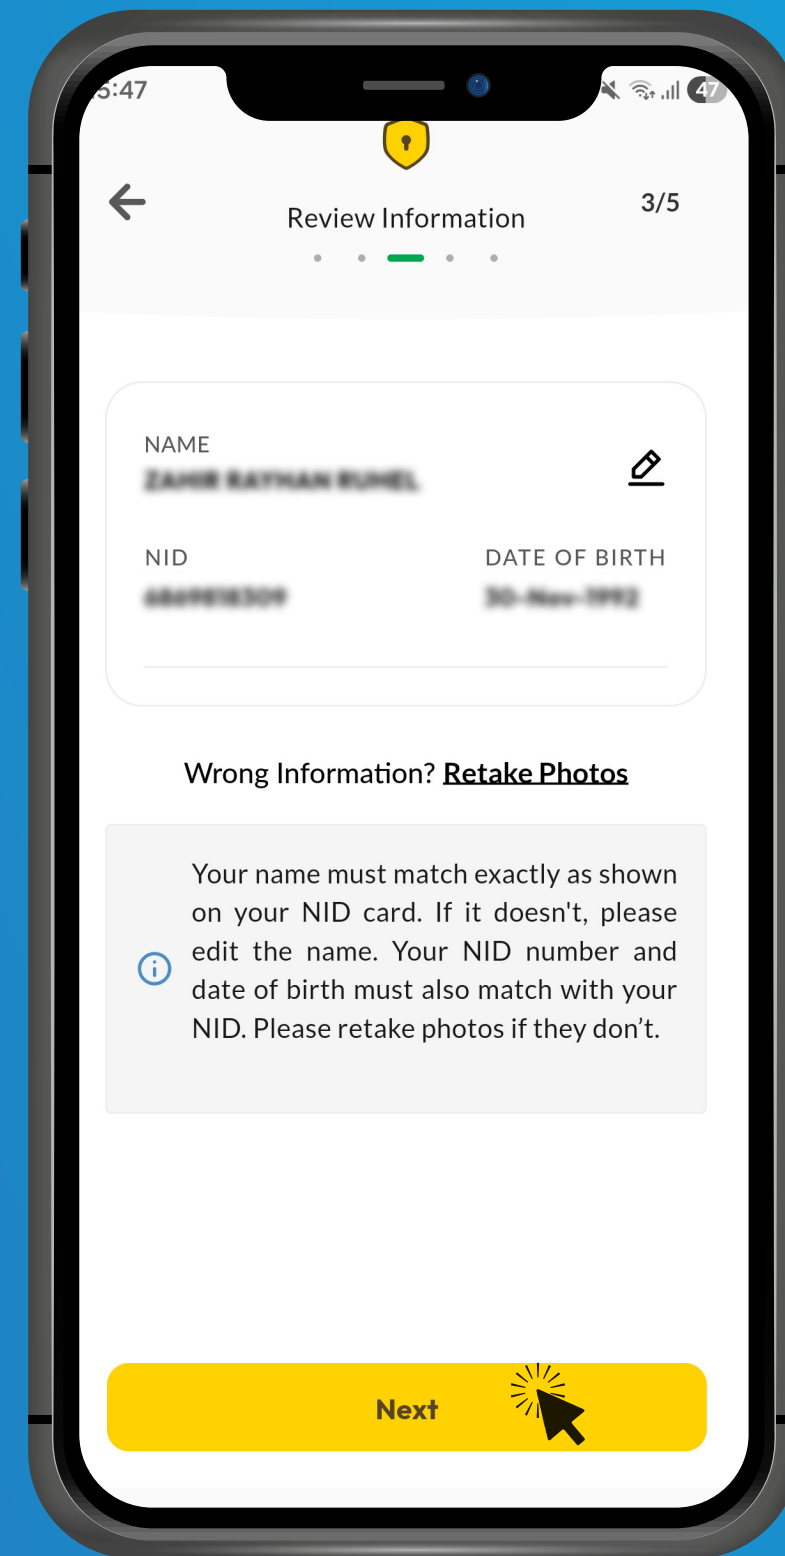 5:47
47
Review Information
3/5
NAME
NID
DATE OF BIRTH
Wrong Information? Retake Photos
Your name must match exactly as shown
on your NID card. If it doesn't, please
edit the name. Your NID number and
date of birth must also match with your
NID. Please retake photos if they don’t.
Next